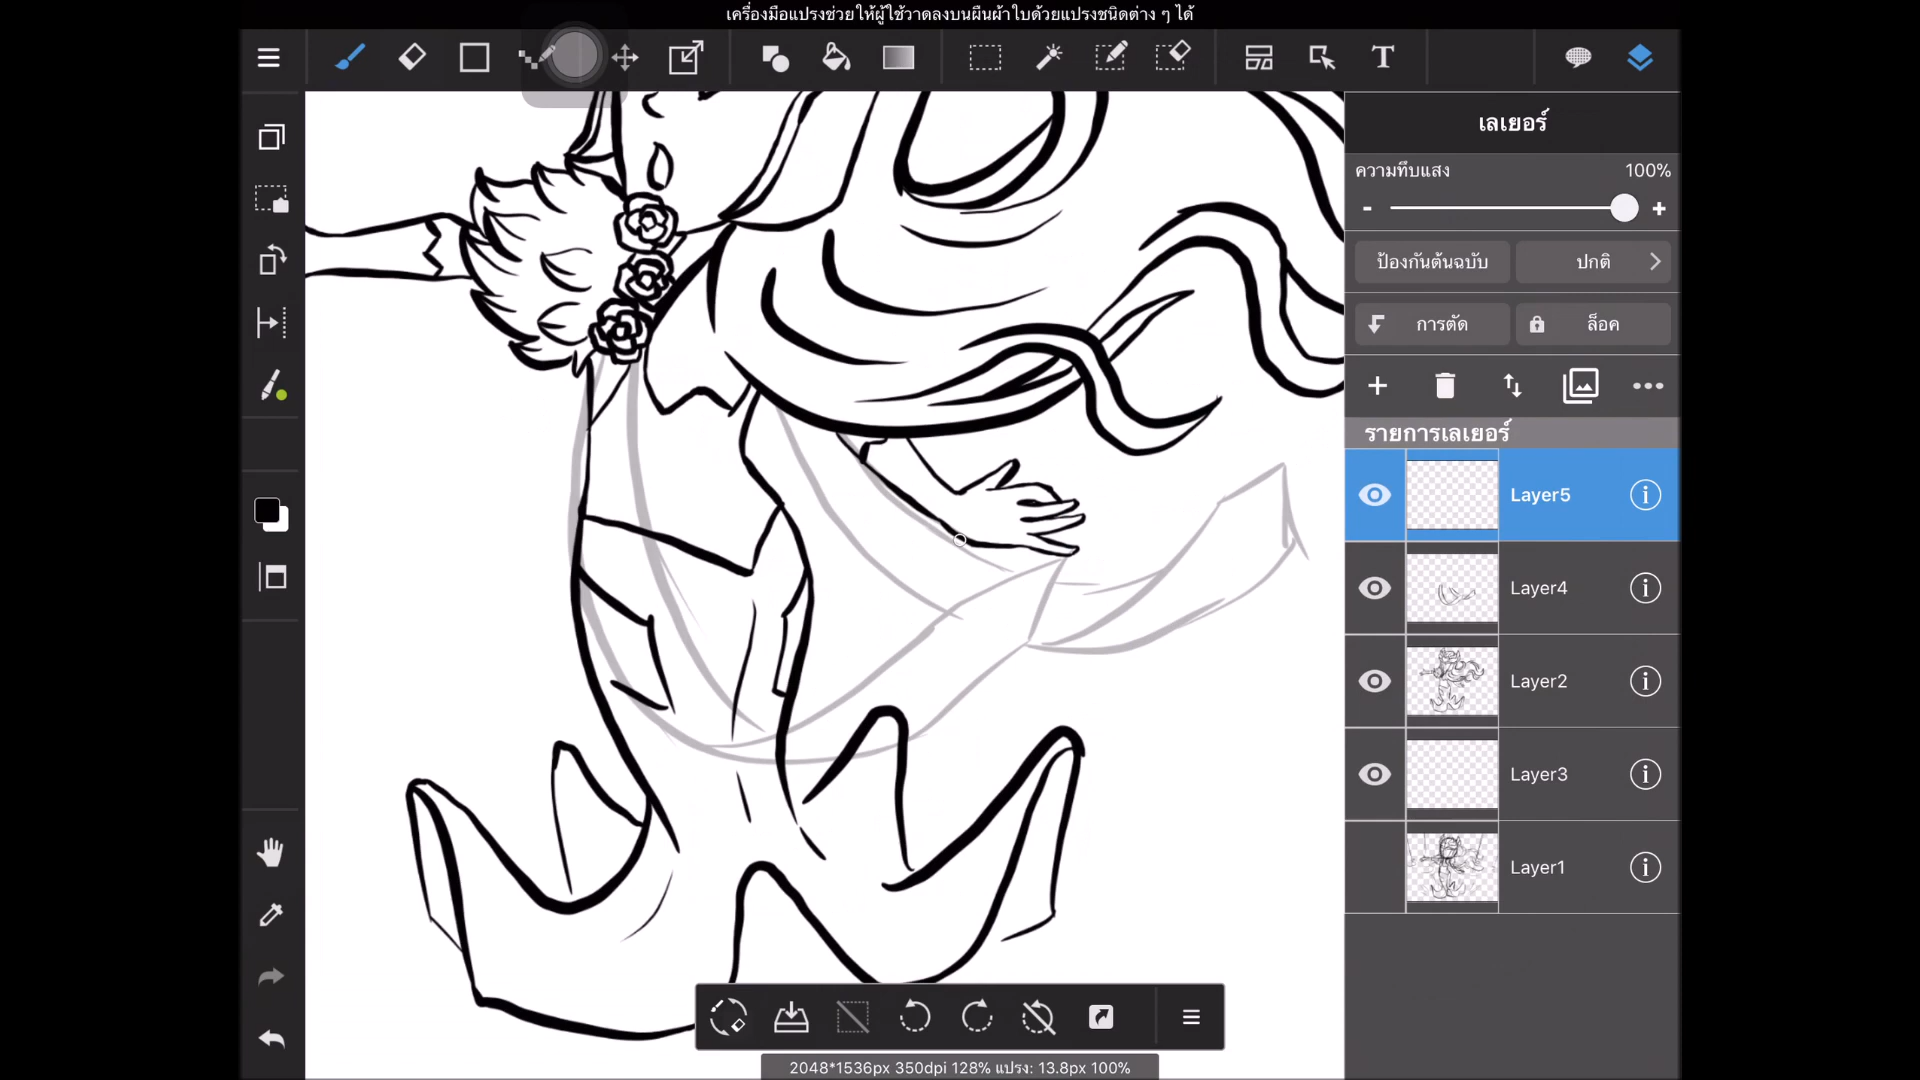 เครื่องมือแปรงช่วยให้ผู้ใช้วาดลงบนผืนผ้าใบด้วยแปรงชนิดต่าง ๆ ได้
เลเยอร์
ความทึบแสง 100%
ป้องกันต้นฉบับ ปกติ
การตัด ล็อค
รายการเลเยอร์
Layer5
Layer4
Layer2
Layer3
Layer1
2048*1536px 350dpi 128% แปรง: 13.8px 100%